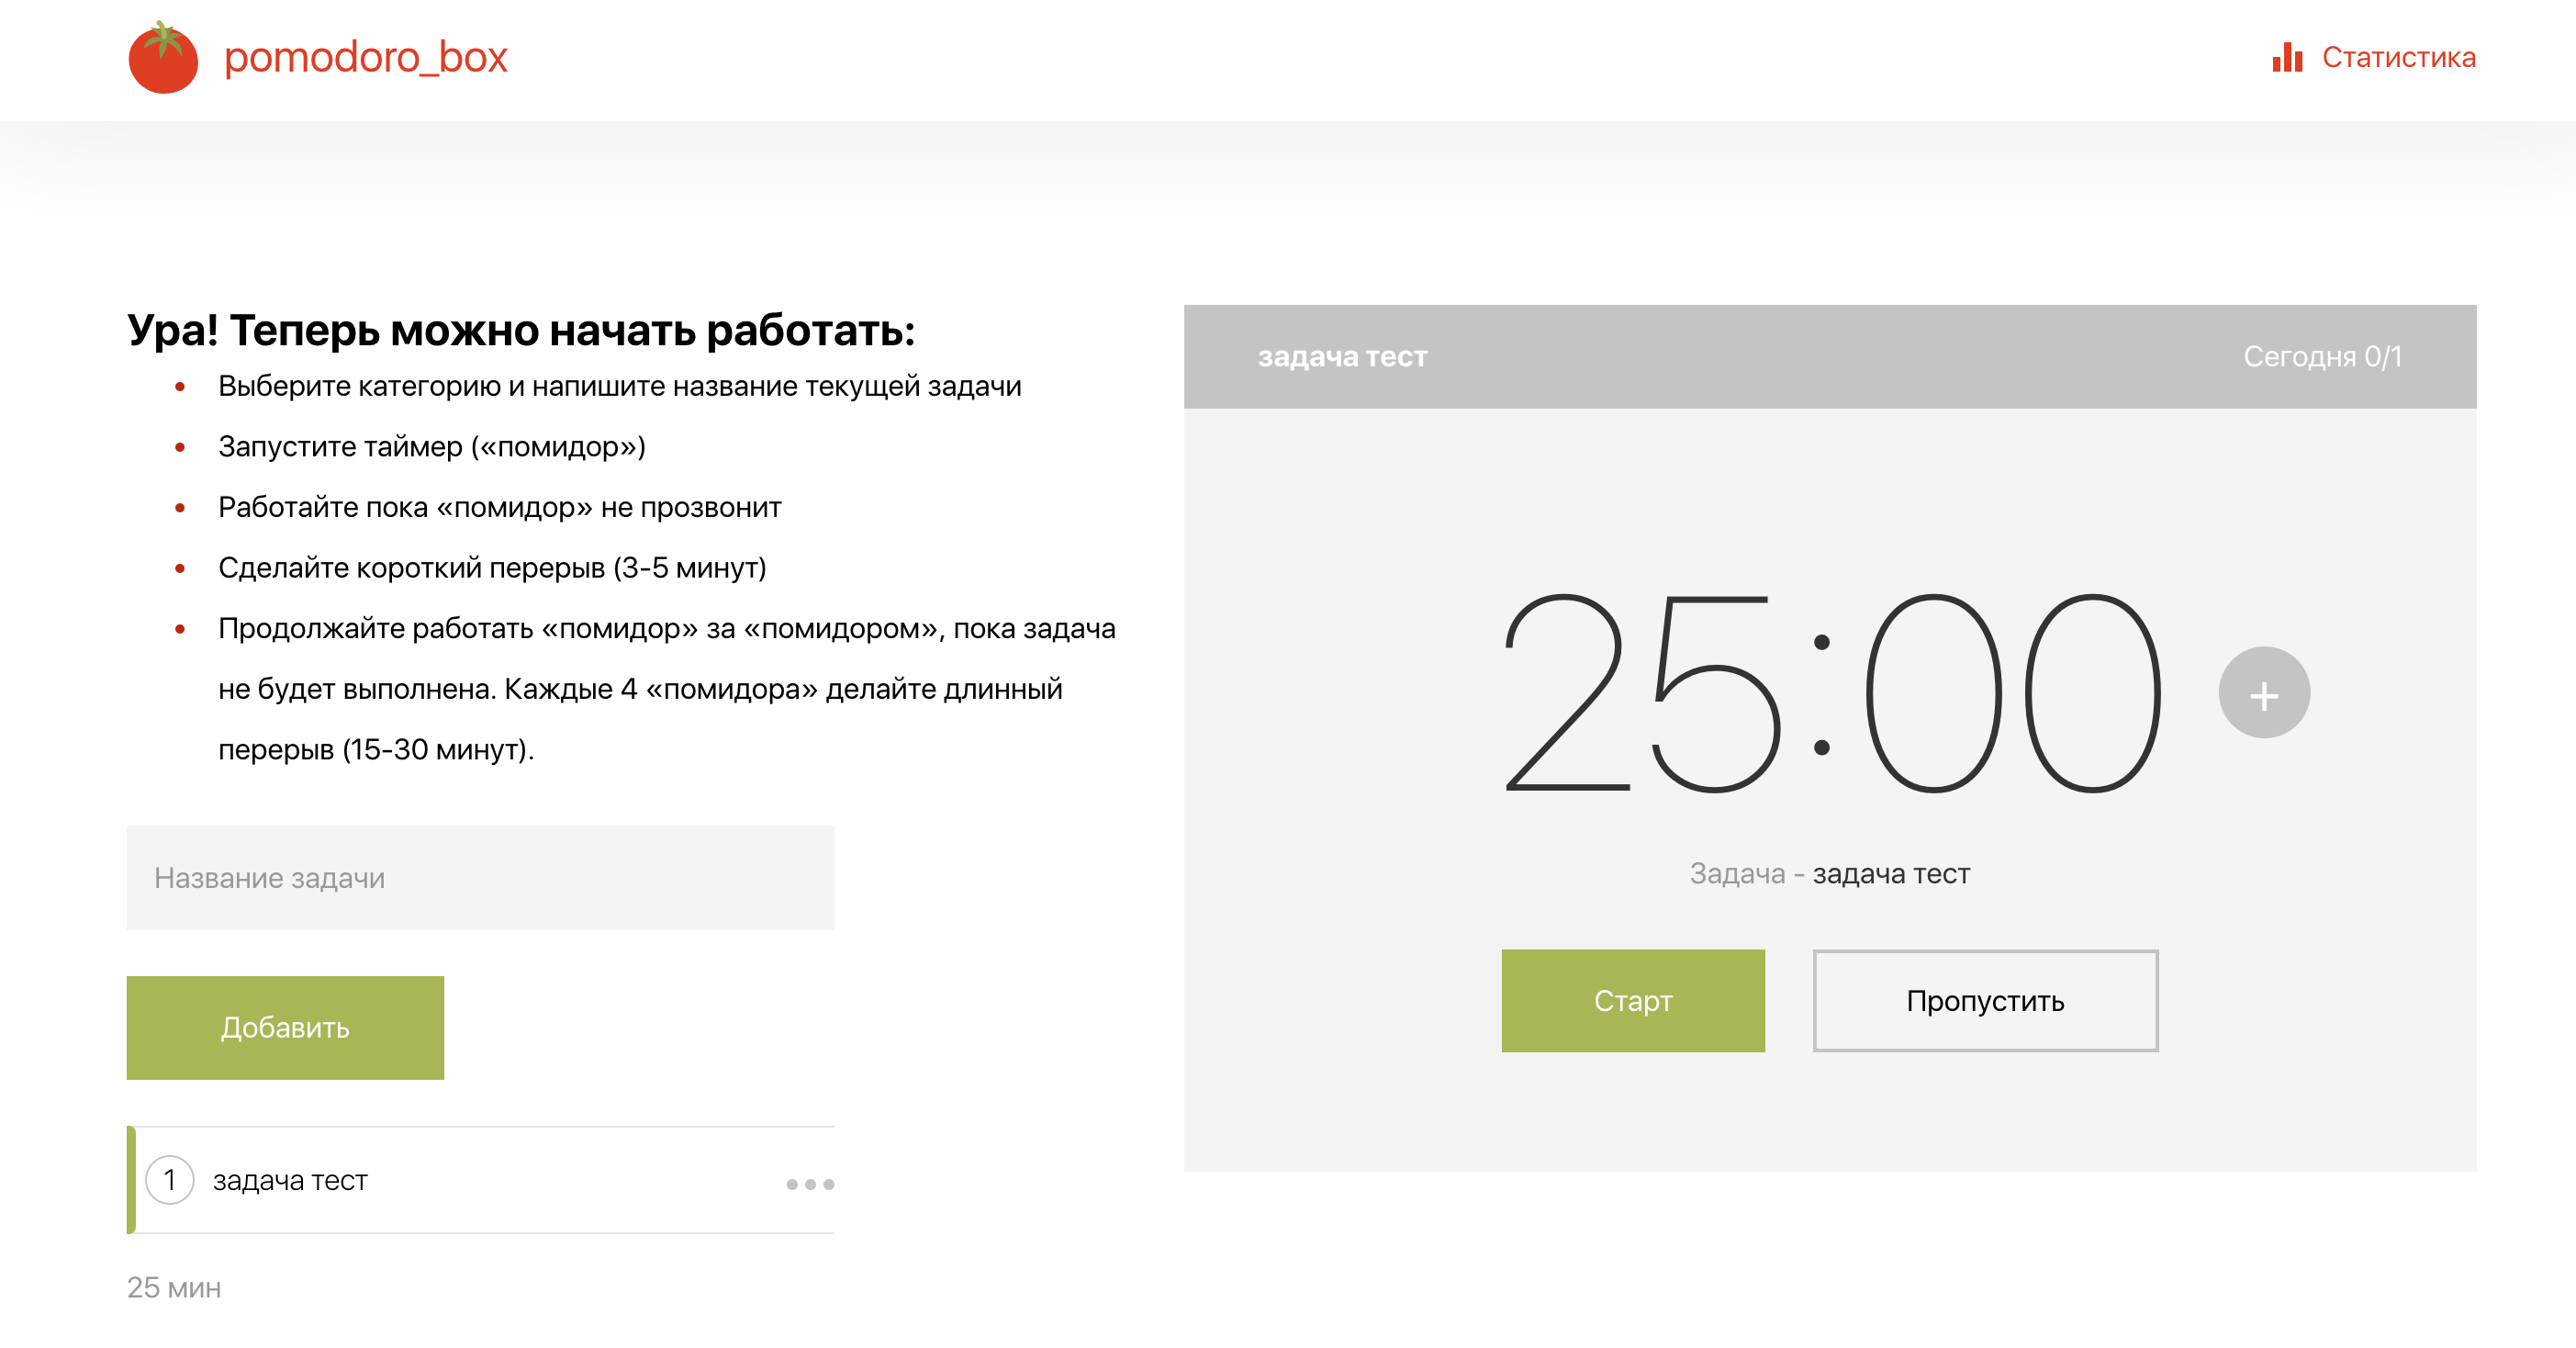 pomodoro_box
Статистика
Ура! Теперь можно начать работать:
Выберите категорию и напишите название текущей задачи
Запустите таймер («помидор»)
Работайте пока «помидор» не прозвонит
Сделайте короткий перерыв (3-5 минут)
Продолжайте работать «помидор» за «помидором», пока задача
не будет выполнена. Каждые 4 «помидора» делайте длинный
перерыв (15-30 минут).
Название задачи
Добавить
1 задача тест
25 мин
задача тест
Сегодня 0/1
25:00
+
Задача - задача тест
Старт
Пропустить